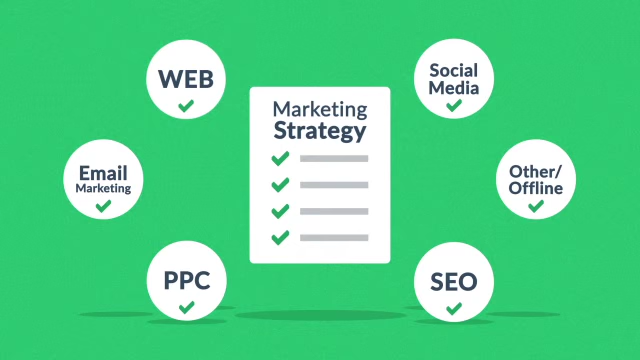 WEB
Social
Media
Marketing
Strategy
Email
Marketing
Other/
Offline
PPC
SEO